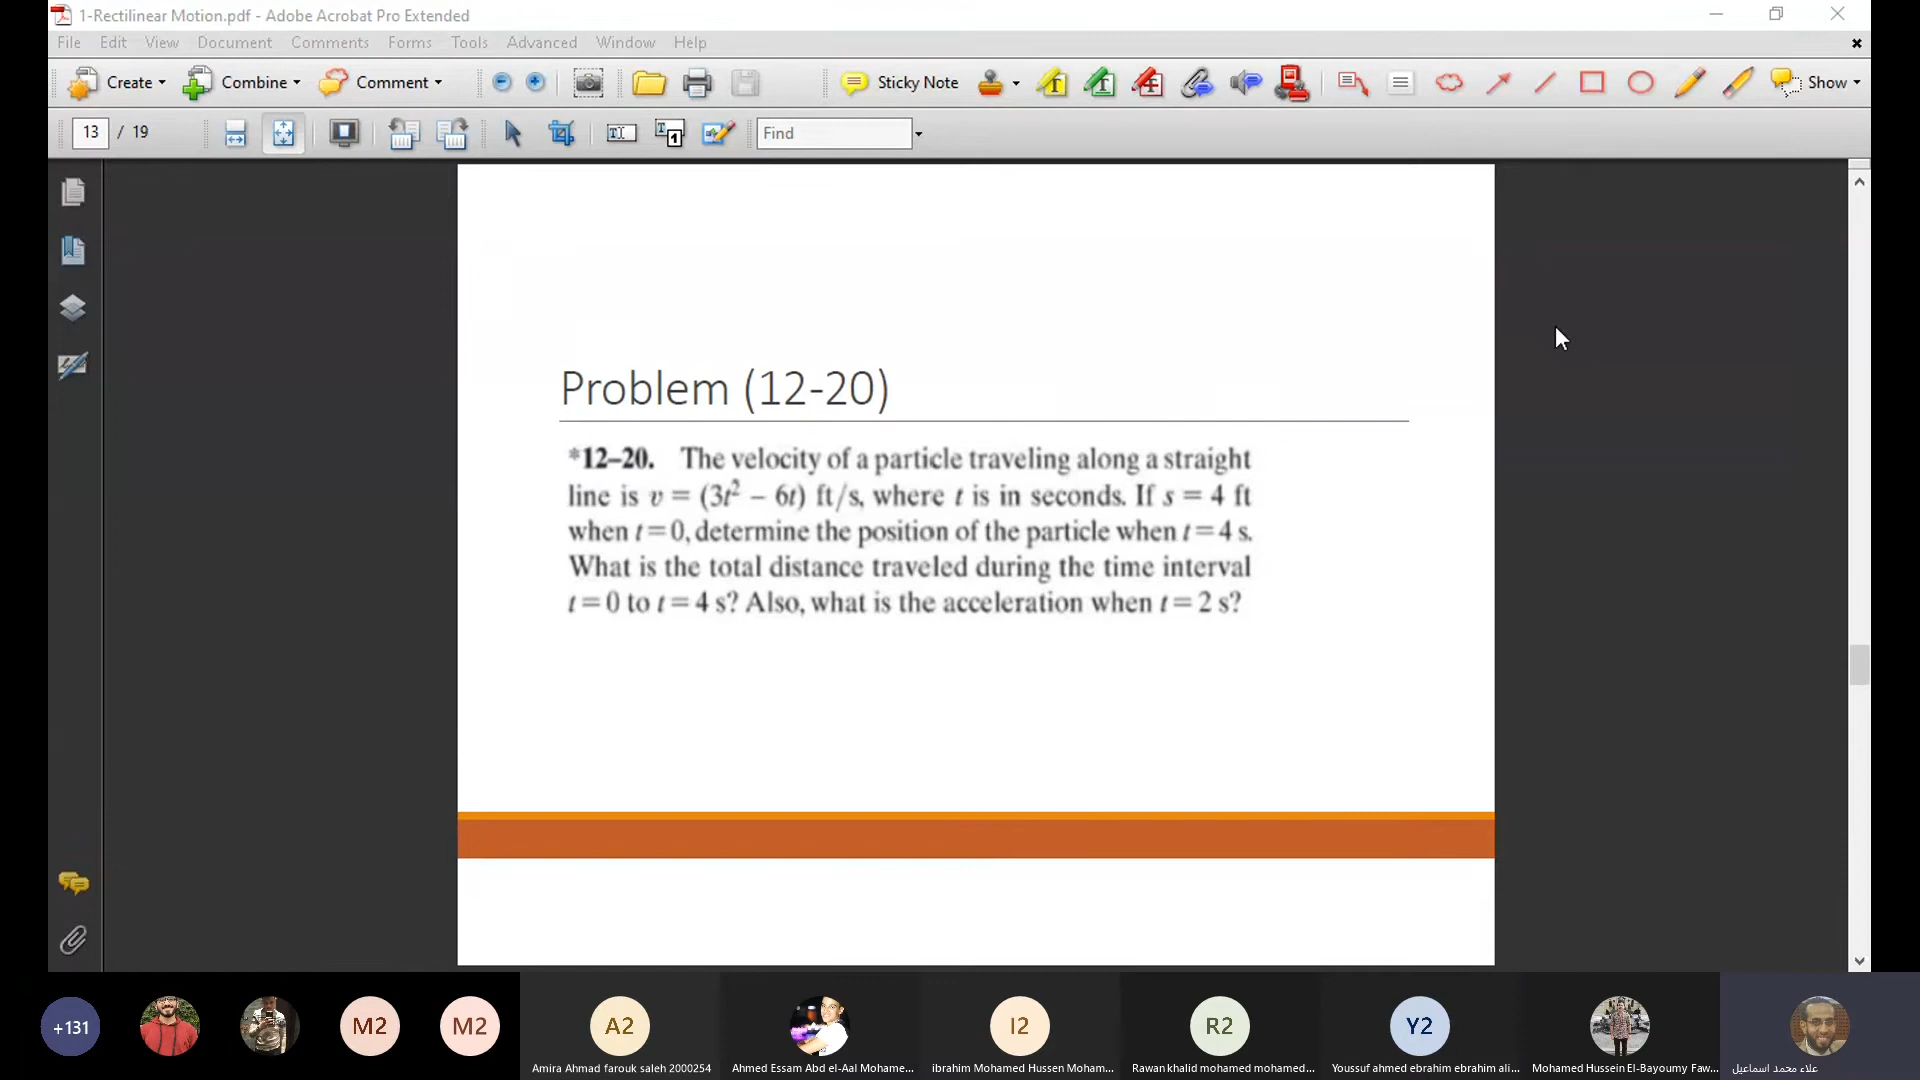 1-Rectilinear Motion.pdf - Adobe Acrobat Pro Extended
File Edit View Document Comments Forms Tools Advanced Window Help
Create Combine Comment Sticky Note Show
13 / 19 Find
Problem (12-20)
*12–20. The velocity of a particle traveling along a straight
line is v = (3t² − 6t) ft/s, where t is in seconds. If s = 4 ft
when t = 0, determine the position of the particle when t = 4 s.
What is the total distance traveled during the time interval
t = 0 to t = 4 s? Also, what is the acceleration when t = 2 s?
+131 M2 M2 A2 I2 R2 Y2
Amira Ahmad farouk saleh 2000254 Ahmed Essam Abd el-Aal Mohame... ibrahim Mohamed Hussen Moham... Rawan khalid mohamed mohamed... Youssuf ahmed ebrahim ebrahim ali... Mohamed Hussein El-Bayoumy Faw... علاء محمد اسماعيل